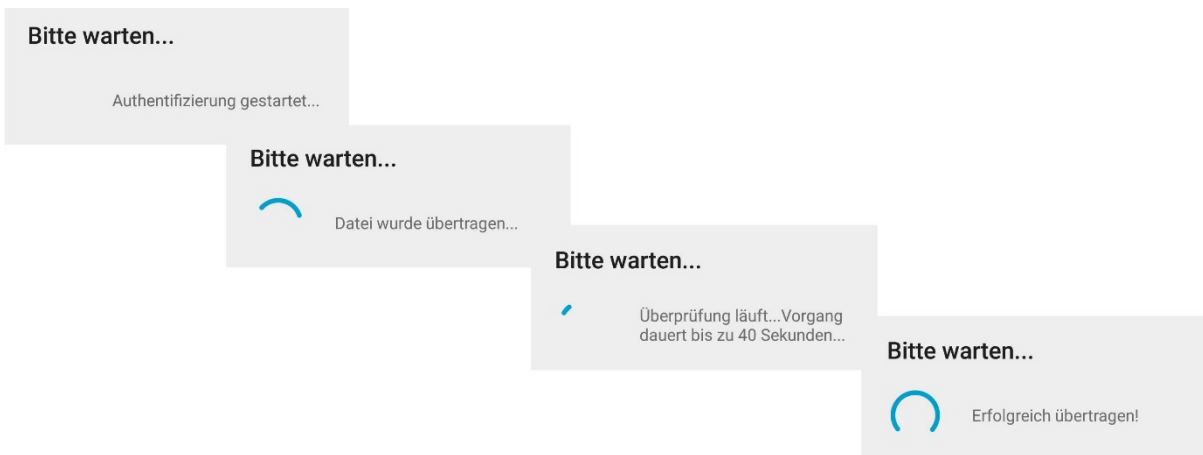 Bitte warten...
Authentifizierung gestartet...
Bitte warten...
Datei wurde übertragen...
Bitte warten...
Überprüfung läuft...Vorgang
dauert bis zu 40 Sekunden...
Bitte warten...
Erfolgreich übertragen!